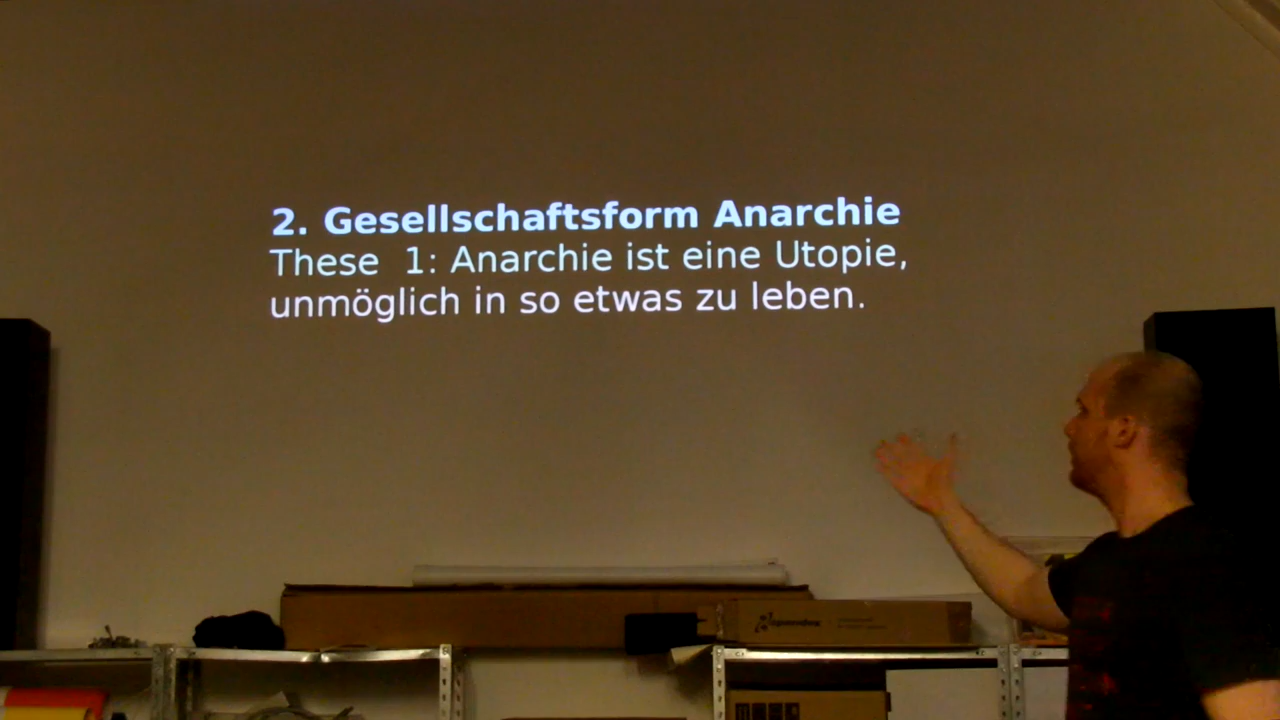 2. Gesellschaftsform Anarchie
These 1: Anarchie ist eine Utopie,
unmöglich in so etwas zu leben.